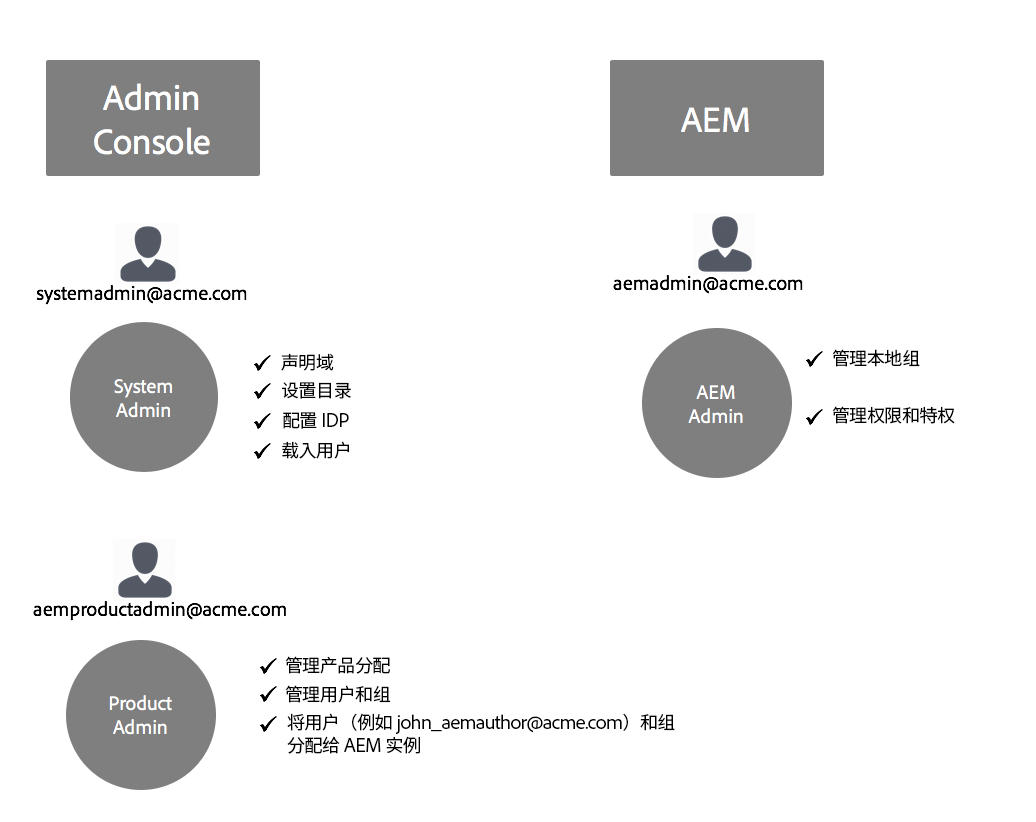 Admin
Console
AEM
systemadmin@acme.com
aemadmin@acme.com
System
Admin
声明域
设置目录
配置 IDP
载入用户
AEM
Admin
管理本地组
管理权限和特权
aemproductadmin@acme.com
Product
Admin
管理产品分配
管理用户和组
将用户（例如 john_aemauthor@acme.com）和组
分配给 AEM 实例